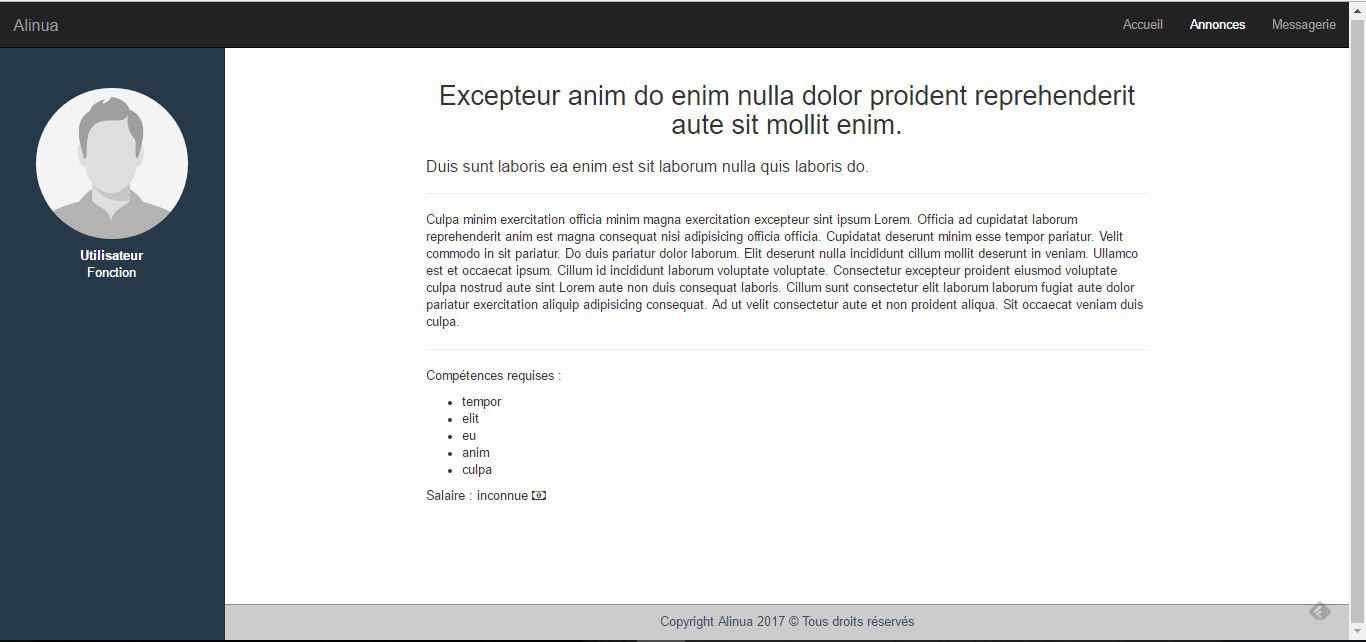 Alinua
Accueil Annonces Messagerie
Utilisateur
Fonction
Excepteur anim do enim nulla dolor proident reprehenderit
aute sit mollit enim.
Duis sunt laboris ea enim est sit laborum nulla quis laboris do.
Culpa minim exercitation officia minim magna exercitation excepteur sint ipsum Lorem. Officia ad cupidatat laborum
reprehenderit anim est magna consequat nisi adipisicing officia officia. Cupidatat deserunt minim esse tempor pariatur. Velit
commodo in sit pariatur. Do duis pariatur dolor laborum. Elit deserunt nulla incididunt cillum mollit deserunt in veniam. Ullamco
est et occaecat ipsum. Cillum id incididunt laborum voluptate voluptate. Consectetur excepteur proident eiusmod voluptate
culpa nostrud aute sint Lorem aute non duis consequat laboris. Cillum sunt consectetur elit laborum laborum fugiat aute dolor
pariatur exercitation aliquip adipisicing consequat. Ad ut velit consectetur aute et non proident aliqua. Sit occaecat veniam duis
culpa.
Compétences requises :
• tempor
• elit
• eu
• anim
• culpa
Salaire : inconnue
Copyright Alinua 2017 © Tous droits réservés